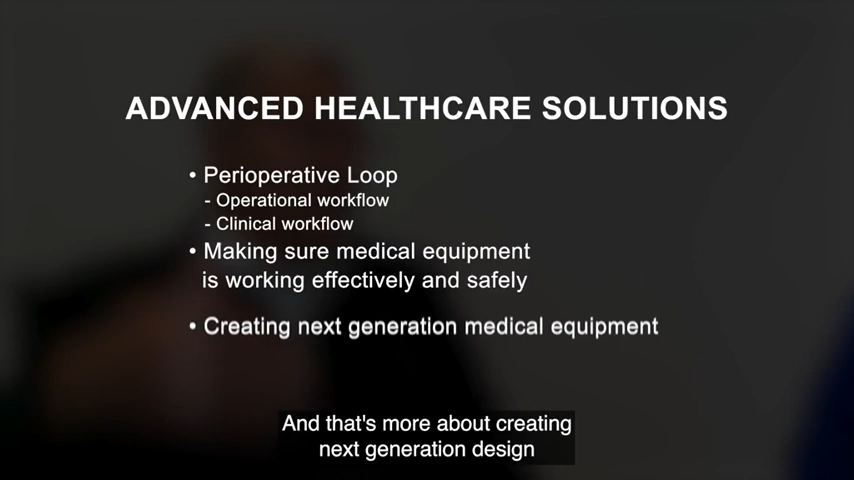 ADVANCED HEALTHCARE SOLUTIONS
• Perioperative Loop
- Operational workflow
- Clinical workflow
• Making sure medical equipment
is working effectively and safely
• Creating next generation medical equipment
And that's more about creating
next generation design